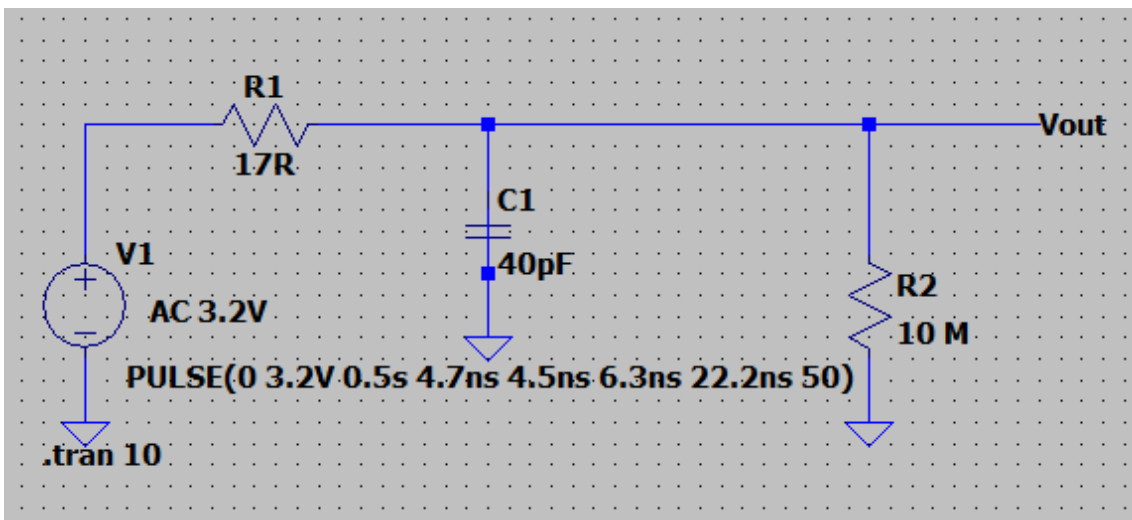 R1
17R
Vout
C1
40pF
V1
AC 3.2V
R2
10 M
PULSE(0 3.2V 0.5s 4.7ns 4.5ns 6.3ns 22.2ns 50)
.tran 10